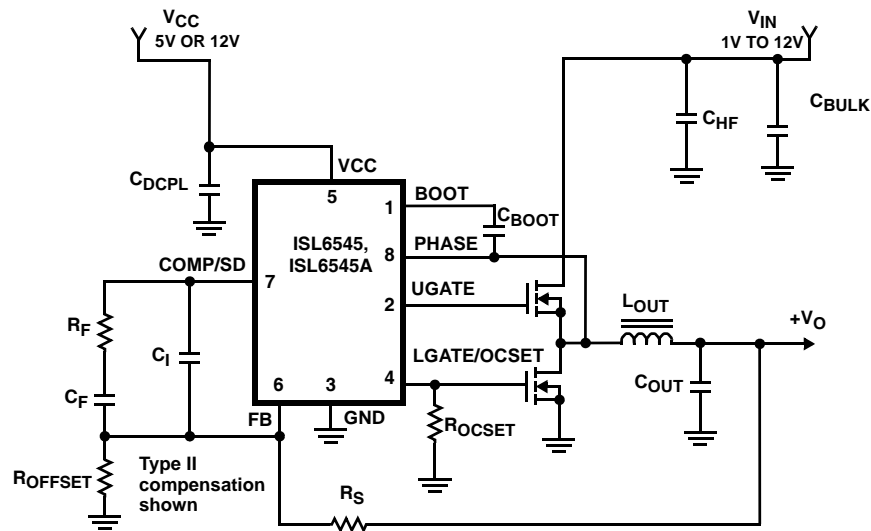 VCC
5V OR 12V
VIN
1V TO 12V
CHF
CBULK
CDCPL
VCC
5
BOOT
1
CBOOT
ISL6545,
ISL6545A
PHASE
8
COMP/SD
7
UGATE
2
RF
CI
LOUT
+VO
LGATE/OCSET
4
6
3
CF
COUT
FB
GND
ROCSET
ROFFSET
Type II
compensation
shown
RS